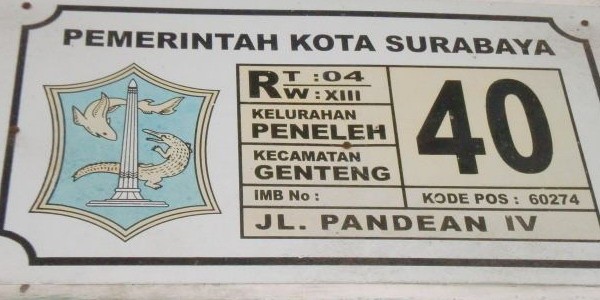 PEMERINTAH KOTA SURABAYA
RT : 04
RW : XIII
40
KELURAHAN
PENELEH
KECAMATAN
GENTENG
IMB No :
KODE POS : 60274
JL. PANDEAN IV